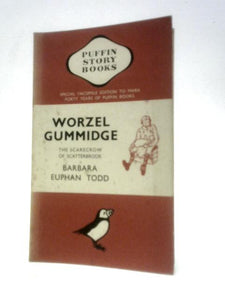 PUFFIN
STORY
BOOKS
SPECIAL FACSIMILE EDITION TO MARK
FORTY YEARS OF PUFFIN BOOKS
WORZEL
GUMMIDGE
THE SCARECROW
OF SCATTERBROOK
BARBARA
EUPHAN TODD